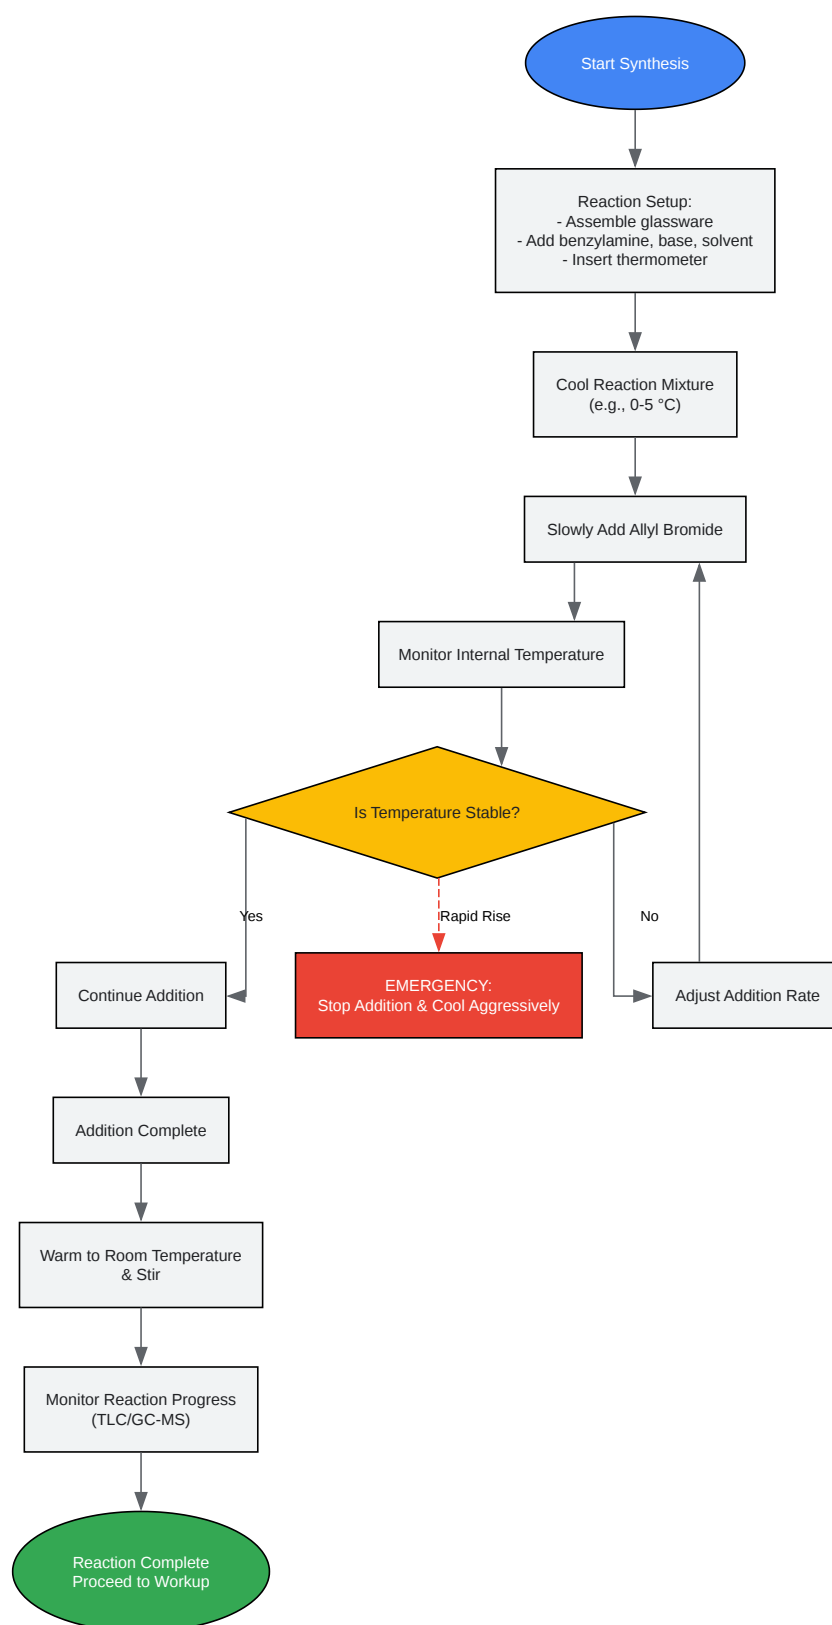 Start Synthesis
Reaction Setup:
- Assemble glassware
- Add benzylamine, base, solvent
- Insert thermometer
Cool Reaction Mixture
(e.g., 0-5 °C)
Slowly Add Allyl Bromide
Monitor Internal Temperature
Is Temperature Stable?
Yes
Rapid Rise
No
Continue Addition
EMERGENCY:
Stop Addition & Cool Aggressively
Adjust Addition Rate
Addition Complete
Warm to Room Temperature
& Stir
Monitor Reaction Progress
(TLC/GC-MS)
Reaction Complete
Proceed to Workup